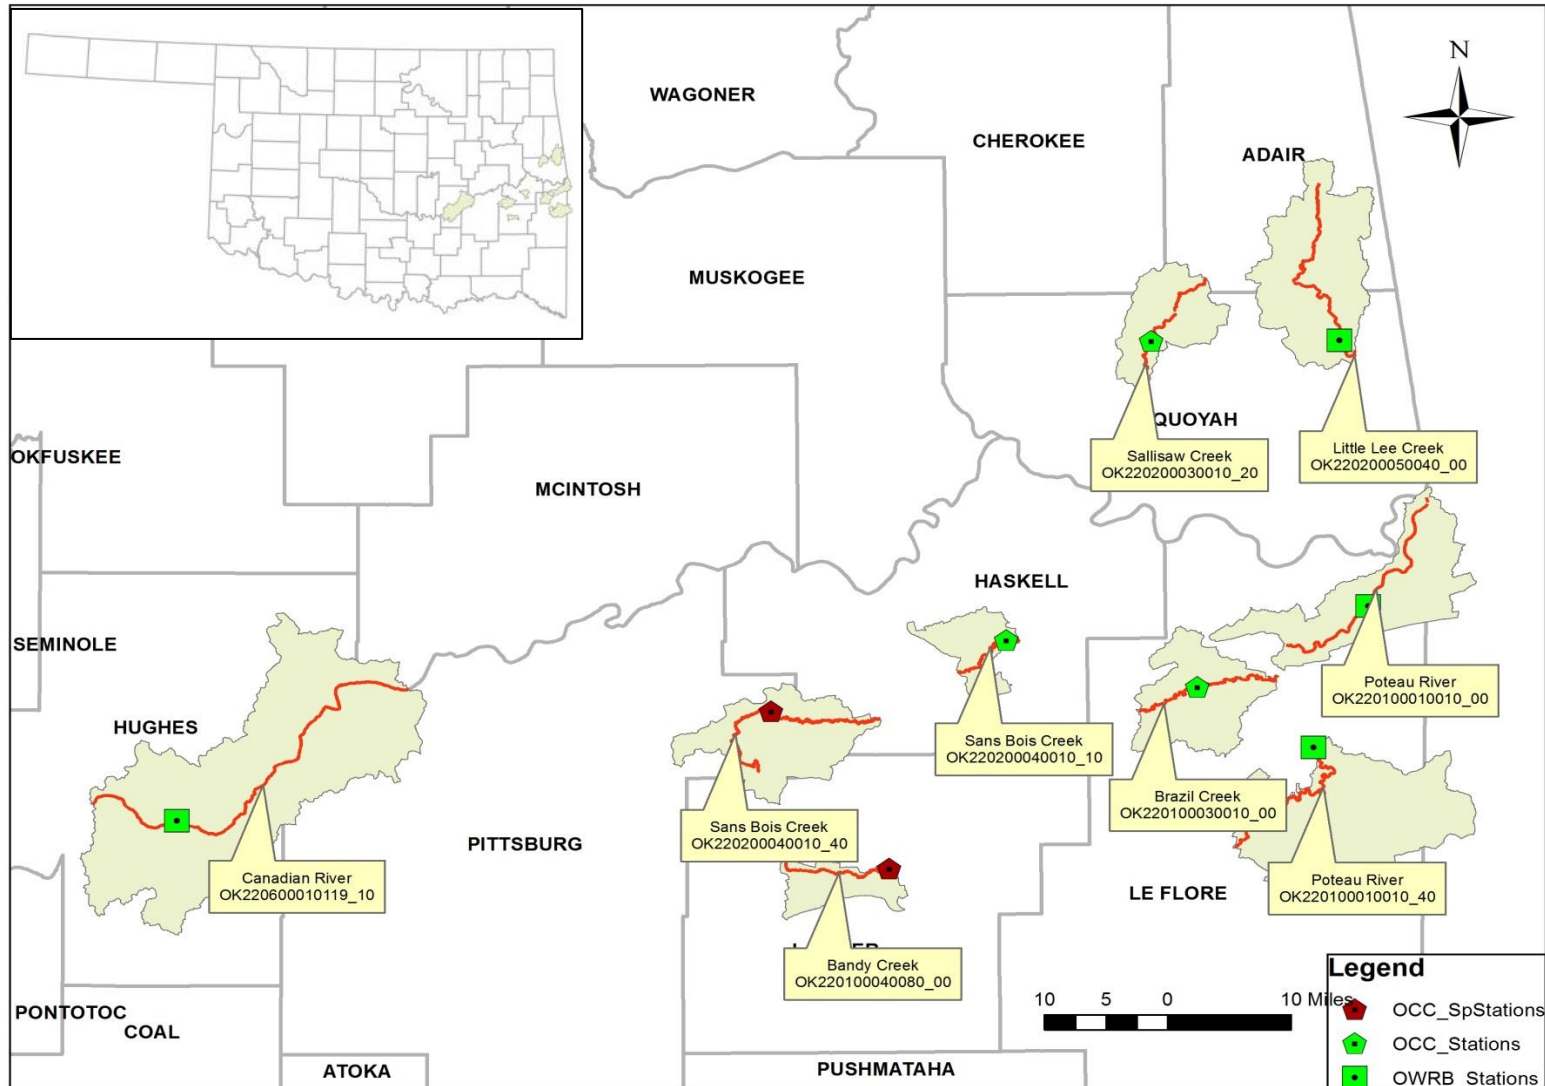 WAGONER
CHEROKEE
ADAIR
N
MUSKOGEE
QUOYAH
Sallisaw Creek
OK220200030010_20
Little Lee Creek
OK220200050040_00
OKFUSKEE
MCINTOSH
HASKELL
SEMINOLE
HUGHES
Poteau River
OK220100010010_00
Sans Bois Creek
OK220200040010_10
Brazil Creek
OK220100030010_00
Sans Bois Creek
OK220200040010_40
PITTSBURG
Canadian River
OK220600010119_10
LE FLORE
Poteau River
OK220100010010_40
Bandy Creek
OK220100040080_00
PONTOTOC
COAL
ATOKA
PUSHMATAHA
10 5 0 10 Miles
Legend
OCC_SpStations
OCC_Stations
OWRB_Stations